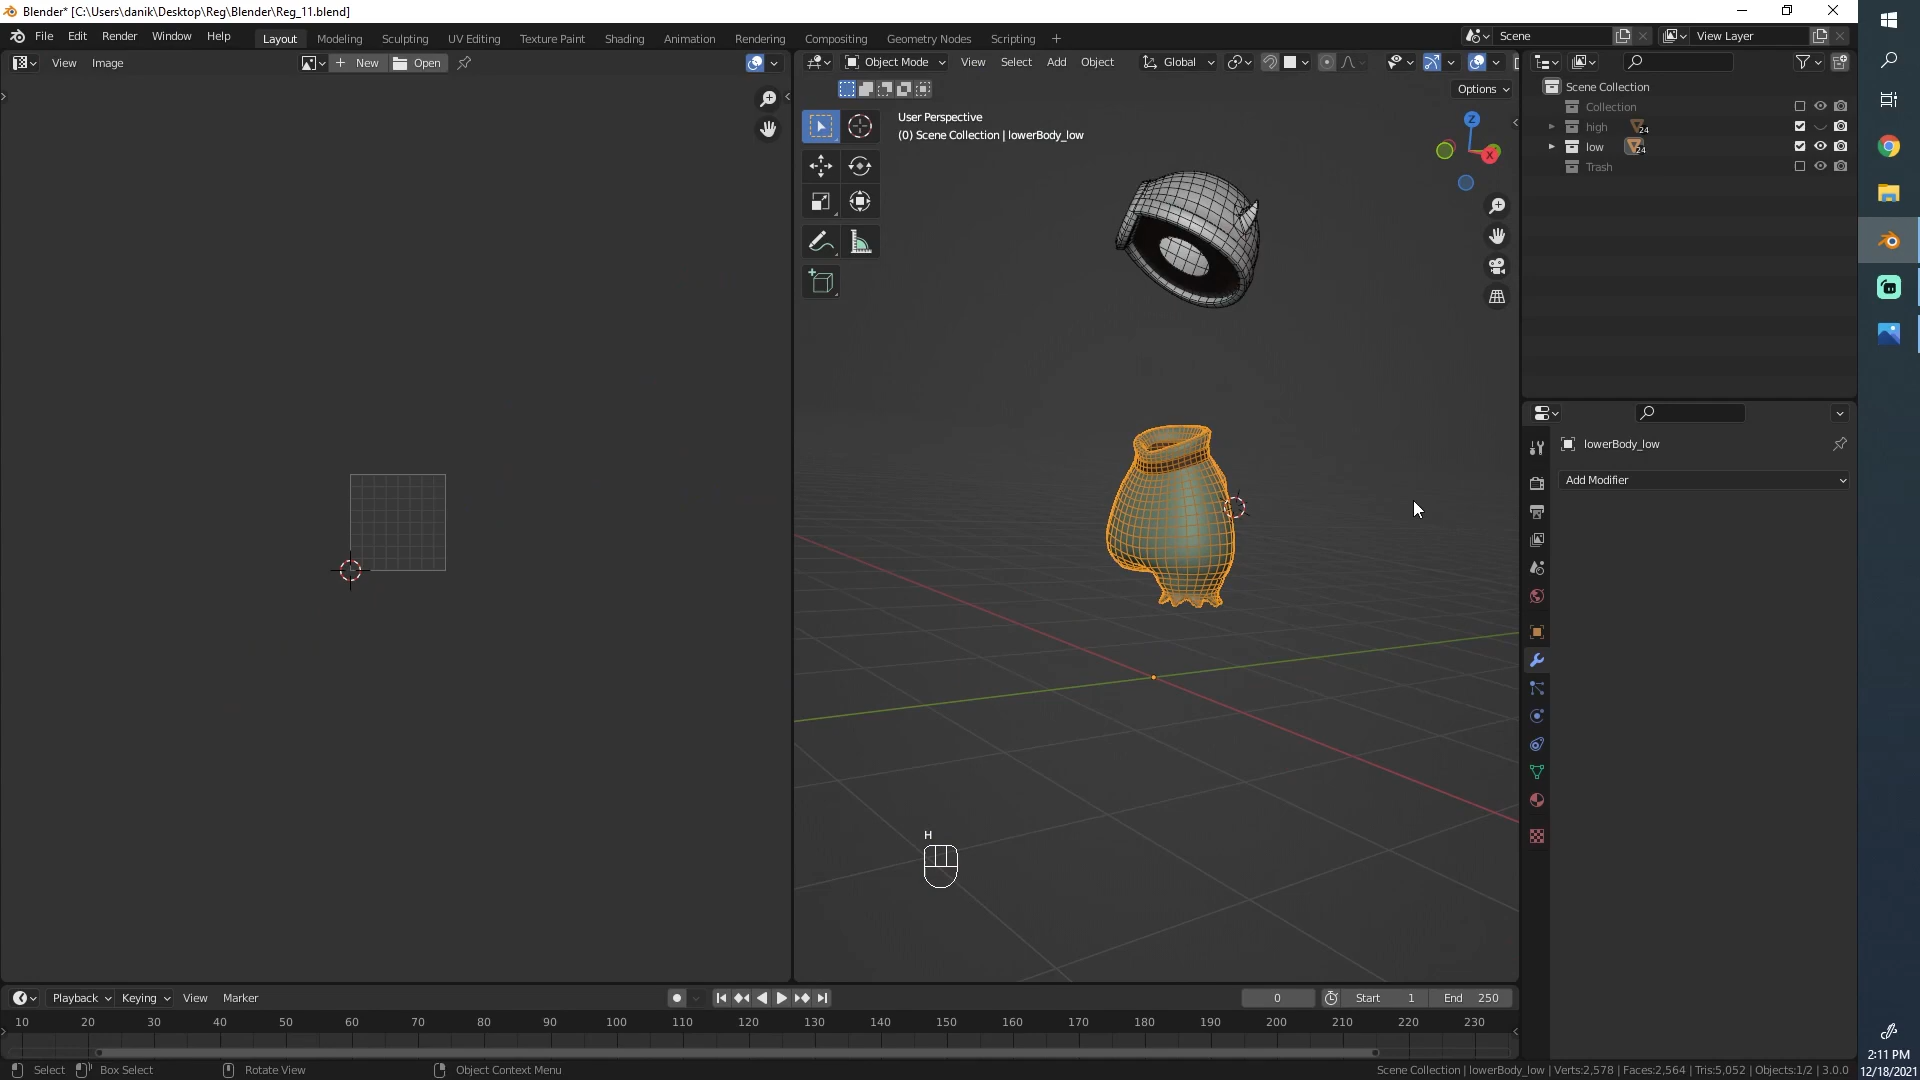 Blender* [C:\Users\danik\Desktop\Reg\Blender\Reg_11.blend]
File Edit Render Window Help Layout Modeling Sculpting UV Editing Texture Paint Shading Animation Rendering Compositing Geometry Nodes Scripting + Scene View Layer
View Image + New Open Object Mode View Select Add Object Global
Options
User Perspective
(0) Scene Collection | lowerBody_low
Z
X
Scene Collection
Collection
high 24
low 24
Trash
lowerBody_low
Add Modifier
H
Playback Keying View Marker 0 Start 1 End 250
10 20 30 40 50 60 70 80 90 100 110 120 130 140 150 160 170 180 190 200 210 220 230
Select Box Select Rotate View Object Context Menu Scene Collection | lowerBody_low | Verts:2,578 | Faces:2,564 | Tris:5,052 | Objects:1/2 | 3.0.0
2:11 PM
12/18/2021